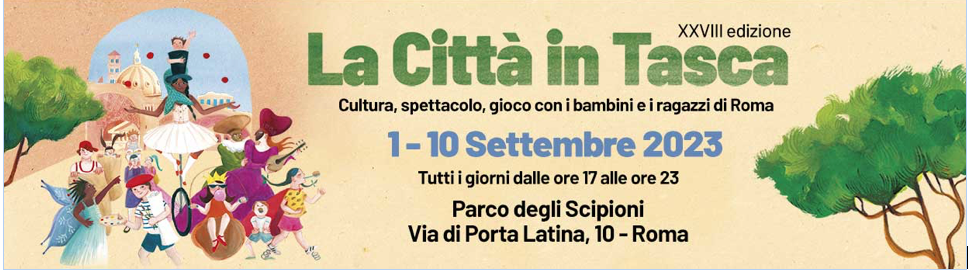 XXVIII edizione
La Città in Tasca
Cultura, spettacolo, gioco con i bambini e i ragazzi di Roma
1 - 10 Settembre 2023
Tutti i giorni dalle ore 17 alle ore 23
Parco degli Scipioni
Via di Porta Latina, 10 - Roma